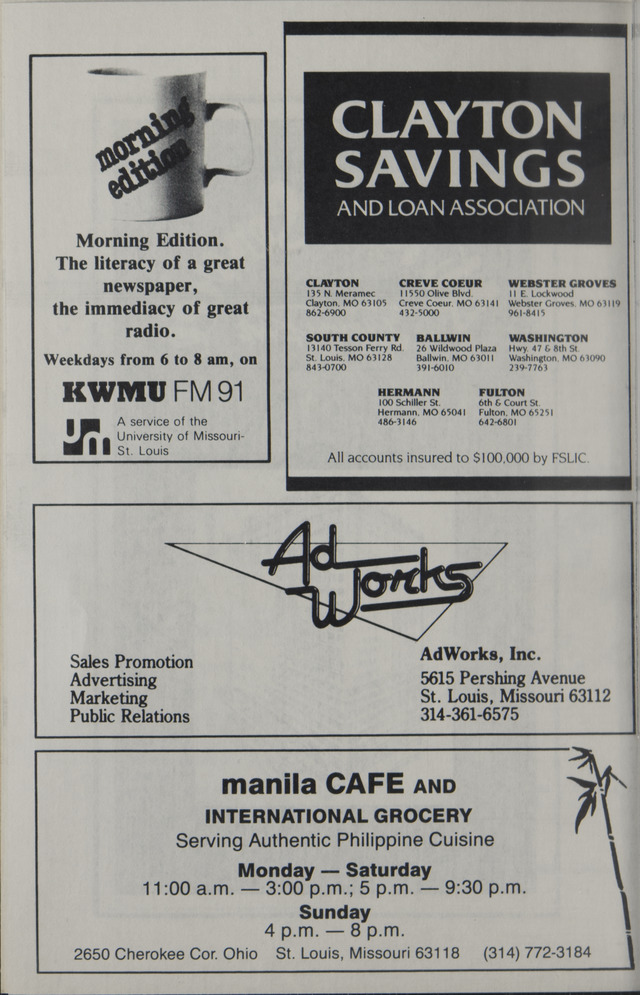 morning
edition
Morning Edition.
The literacy of a great
newspaper,
the immediacy of great
radio.
Weekdays from 6 to 8 am, on
KWMU FM 91
A service of the
University of Missouri-
St. Louis
CLAYTON
SAVINGS
AND LOAN ASSOCIATION
CLAYTON
135 N. Meramec
Clayton, MO 63105
862-6900
CREVE COEUR
11550 Olive Blvd.
Creve Coeur, MO 63141
432-5000
WEBSTER GROVES
11 E. Lockwood
Webster Groves, MO 63119
961-8415
SOUTH COUNTY
13140 Tesson Ferry Rd.
St. Louis, MO 63128
843-0700
BALLWIN
26 Wildwood Plaza
Ballwin, MO 63011
391-6010
WASHINGTON
Hwy. 47 & 8th St.
Washington, MO 63090
239-7763
HERMANN
100 Schiller St.
Hermann, MO 65041
486-3146
FULTON
6th & Court St.
Fulton, MO 65251
642-6801
All accounts insured to $100,000 by FSLIC.
Ad
Works
Sales Promotion
Advertising
Marketing
Public Relations
AdWorks, Inc.
5615 Pershing Avenue
St. Louis, Missouri 63112
314-361-6575
manila CAFE AND
INTERNATIONAL GROCERY
Serving Authentic Philippine Cuisine
Monday — Saturday
11:00 a.m. — 3:00 p.m.; 5 p.m. — 9:30 p.m.
Sunday
4 p.m. — 8 p.m.
2650 Cherokee Cor. Ohio St. Louis, Missouri 63118 (314) 772-3184